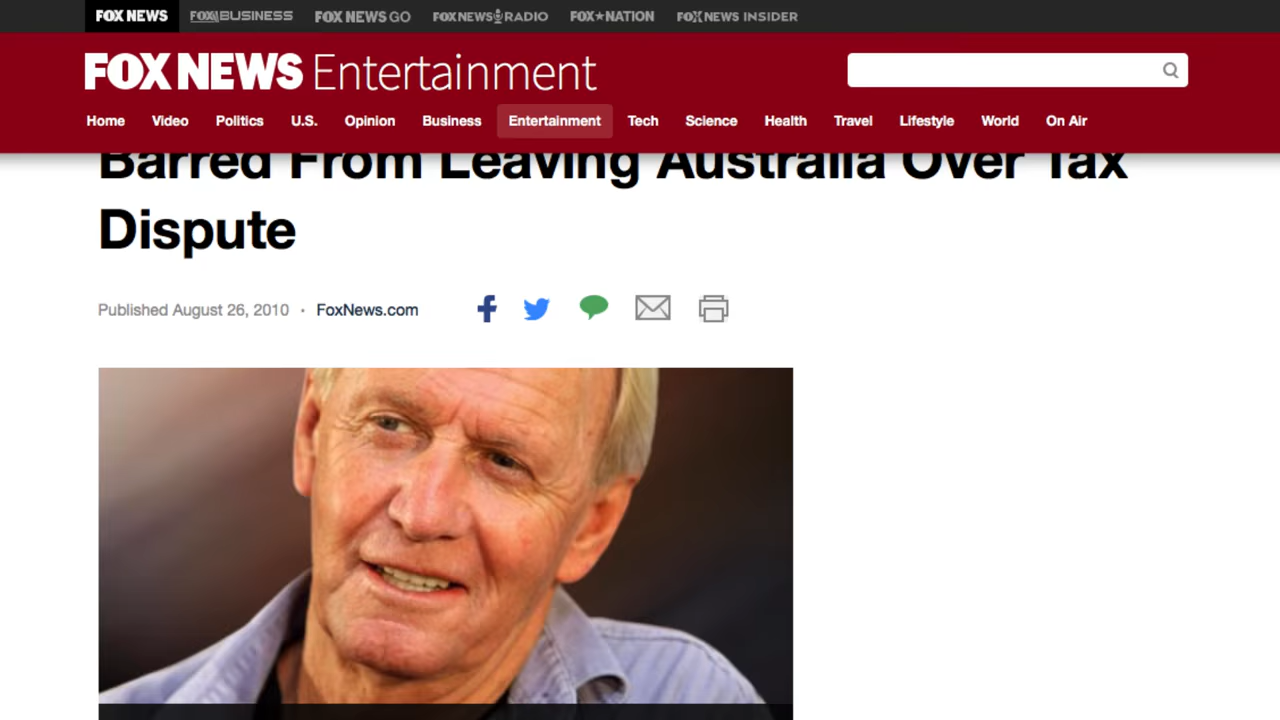 FOX NEWS FOX BUSINESS FOX NEWS GO FOX NEWS RADIO FOX NATION FOX NEWS INSIDER
FOX NEWS Entertainment
Home Video Politics U.S. Opinion Business Entertainment Tech Science Health Travel Lifestyle World On Air
Barred From Leaving Australia Over Tax
Dispute
Published August 26, 2010 · FoxNews.com